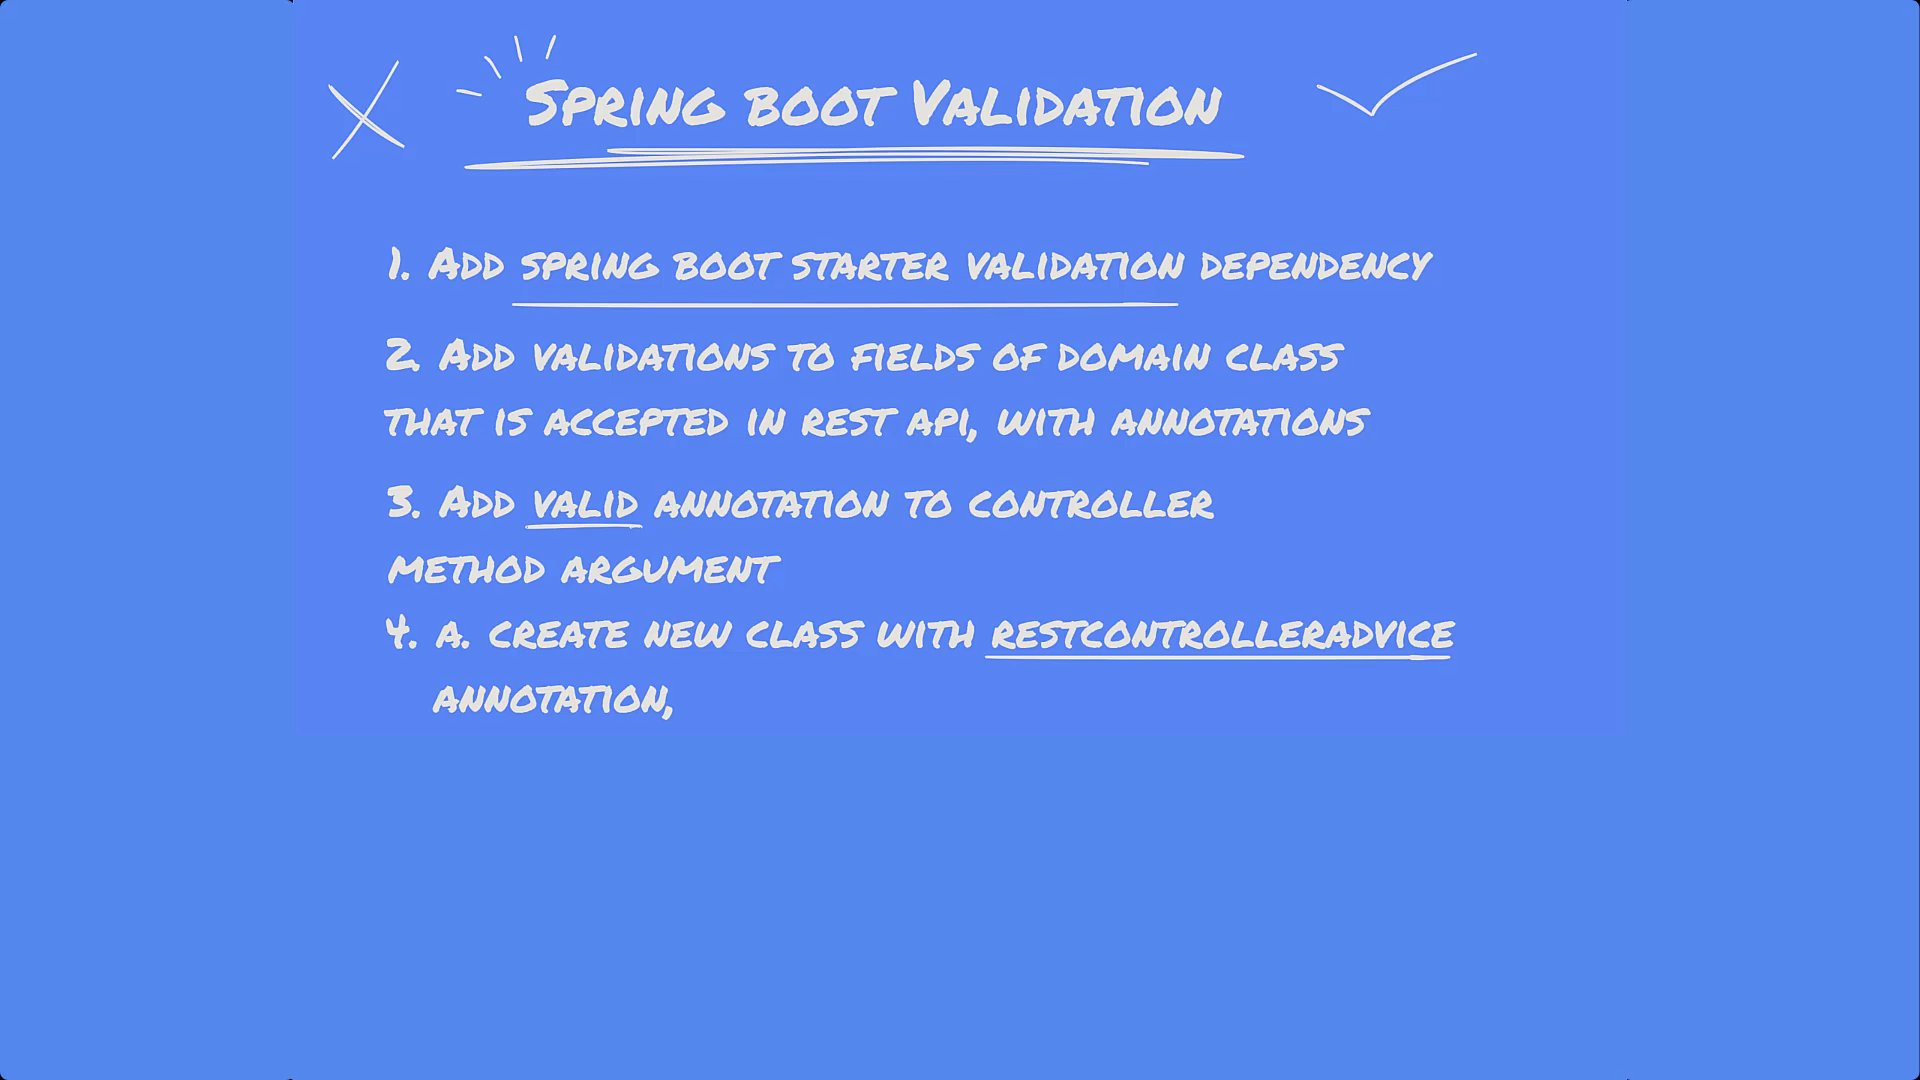 Spring boot Validation
1. Add spring boot starter validation dependency
2. Add validations to fields of domain class
that is accepted in rest api, with annotations
3. Add valid annotation to controller
method argument
4. a. create new class with restcontrolleradvice
annotation,